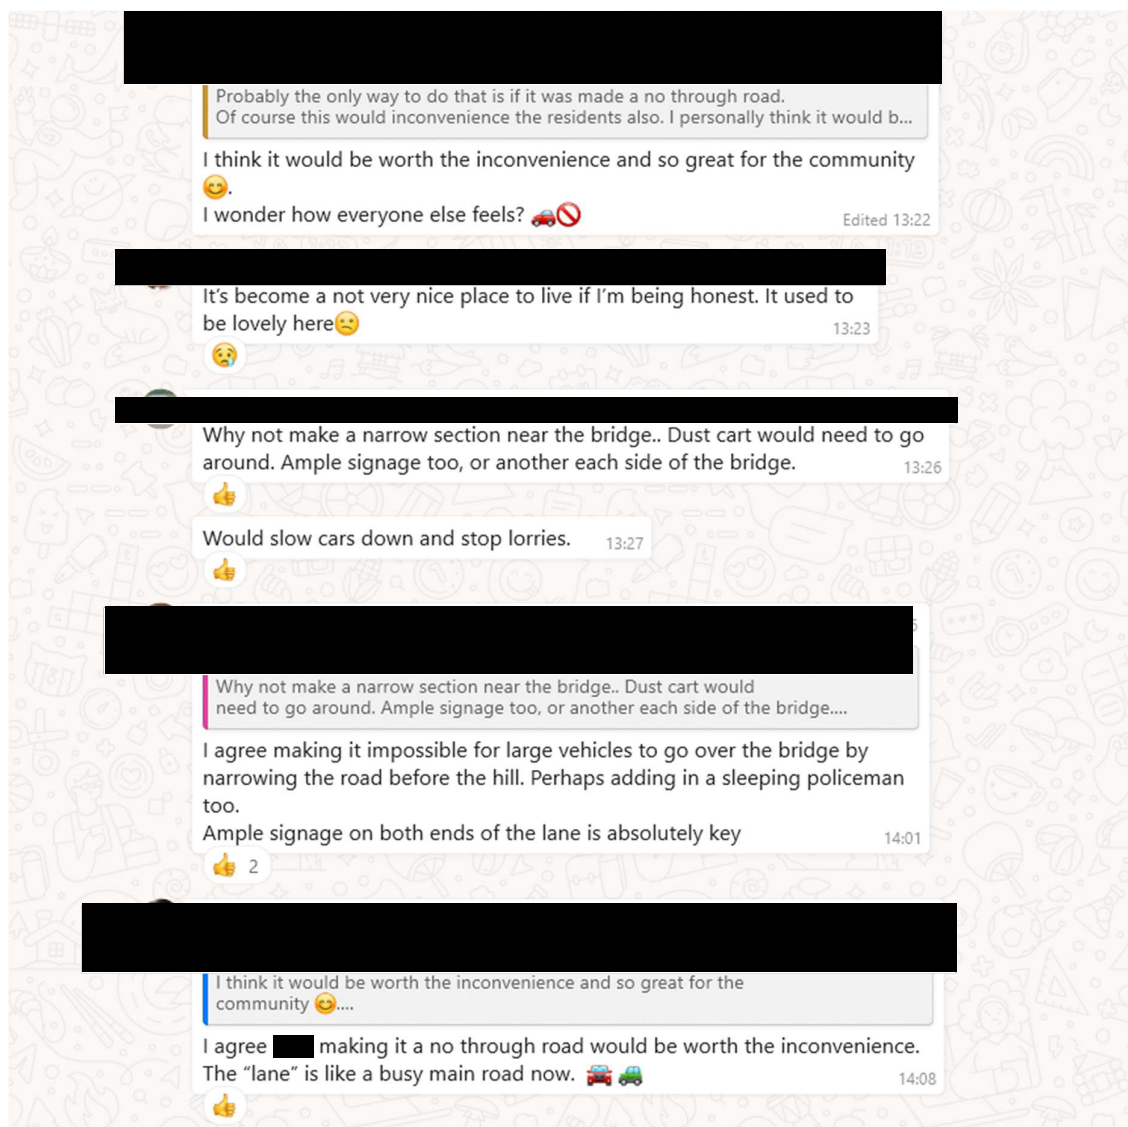 Probably the only way to do that is if it was made a no through road.
Of course this would inconvenience the residents also. I personally think it would b...
I think it would be worth the inconvenience and so great for the community
😊.
I wonder how everyone else feels? 🚗🚫
Edited 13:22
It's become a not very nice place to live if I'm being honest. It used to
be lovely here🙁
13:23
😢
Why not make a narrow section near the bridge.. Dust cart would need to go
around. Ample signage too, or another each side of the bridge.
13:26
👍
Would slow cars down and stop lorries.
13:27
👍
Why not make a narrow section near the bridge.. Dust cart would
need to go around. Ample signage too, or another each side of the bridge....
I agree making it impossible for large vehicles to go over the bridge by
narrowing the road before the hill. Perhaps adding in a sleeping policeman
too.
Ample signage on both ends of the lane is absolutely key
14:01
👍 2
I think it would be worth the inconvenience and so great for the
community 😊....
I agree making it a no through road would be worth the inconvenience.
The “lane” is like a busy main road now. 🚘 🚙
14:08
👍